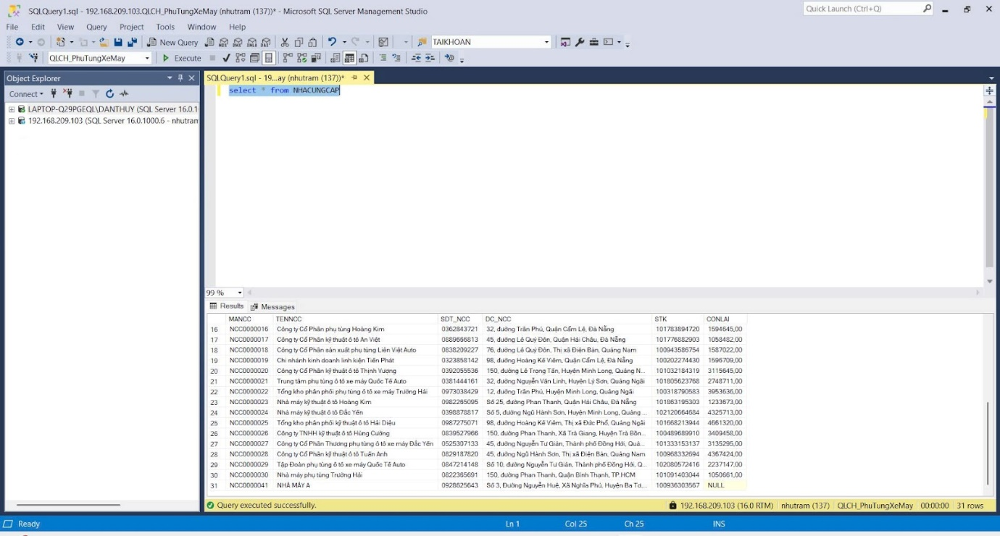 SQLQuery1.sql - 192.168.209.103.QLCH_PhuTungXeMay (nhutram (137))* - Microsoft SQL Server Management Studio
Quick Launch (Ctrl+Q)
File Edit View Query Project Tools Window Help
New Query MDX DMX XMLA DAX TAIKHOAN
QLCH_PhuTungXeMay Execute
Object Explorer
SQLQuery1.sql - 19...ay (nhutram (137))*
Connect
select * from NHACUNGCAP
LAPTOP-Q29PGEQL\DANTHUY (SQL Server 16.0.1
192.168.209.103 (SQL Server 16.0.1000.6 - nhutram
99 %
Results Messages
MANCC TENNCC SDT_NCC DC_NCC STK CONLAI
16 NCC0000016 Công ty Cổ Phần phụ tùng Hoàng Kim 0362843721 32, đường Trần Phú, Quận Cẩm Lệ, Đà Nẵng 101783894720 1594645,00
17 NCC0000017 Công ty Cổ Phần kỹ thuật ô tô An Việt 0889666813 45, đường Lê Quý Đôn, Quận Hải Châu, Đà Nẵng 101776882903 1058482,00
18 NCC0000018 Công ty Cổ Phần sản xuất phụ tùng Liên Việt Auto 0838209227 76, đường Lê Quý Đôn, Thị xã Điện Bàn, Quảng Nam 100943586754 1587022,00
19 NCC0000019 Chi nhánh kinh doanh linh kiện Tiến Phát 0323858142 98, đường Hoàng Kế Viêm, Quận Cẩm Lệ, Đà Nẵng 100202274430 1596709,00
20 NCC0000020 Công ty Cổ Phần kỹ thuật ô tô Thịnh Vượng 0392055536 150, đường Lê Trọng Tấn, Huyện Minh Long, Quảng N... 101032184319 3115645,00
21 NCC0000021 Trung tâm phụ tùng ô tô xe máy Quốc Tế Auto 0381444161 32, đường Nguyễn Văn Linh, Huyện Lý Sơn, Quảng Ngãi 101805623768 2748711,00
22 NCC0000022 Tổng kho phân phối phụ tùng ô tô xe máy Trường Hải 0973038429 12, đường Trần Phú, Huyện Minh Long, Quảng Ngãi 100318790583 3953636,00
23 NCC0000023 Nhà máy kỹ thuật ô tô Hoàng Kim 0982265095 Số 25, đường Phan Thanh, Quận Hải Châu, Đà Nẵng 101863195303 1233673,00
24 NCC0000024 Nhà máy kỹ thuật ô tô Đắc Yến 0398878817 Số 5, đường Ngũ Hành Sơn, Huyện Minh Long, Quảng ... 102120664684 4325713,00
25 NCC0000025 Tổng kho phân phối kỹ thuật ô tô Hải Diệu 0987275071 98, đường Hoàng Kế Viêm, Thị xã Đức Phổ, Quảng Ngãi 101668213944 4661320,00
26 NCC0000026 Công ty TNHH kỹ thuật ô tô Hùng Cường 0839527966 150, đường Phan Thanh, Xã Trà Giang, Huyện Trà Bồn... 100489689910 3409458,00
27 NCC0000027 Công ty Cổ Phần Thương phụ tùng ô tô xe máy Đắc Yến 0525307133 45, đường Nguyễn Tư Giản, Thành phố Đồng Hới, Quả... 101333153137 3135295,00
28 NCC0000028 Công ty Cổ Phần kỹ thuật ô tô Tuấn Anh 0829187820 45, đường Ngũ Hành Sơn, Thị xã Điện Bàn, Quảng Nam 100968332694 4367424,00
29 NCC0000029 Tập Đoàn phụ tùng ô tô xe máy Quốc Tế Auto 0847214148 Số 10, đường Nguyễn Tư Giản, Thành phố Đồng Hới, Q... 102080572416 2237147,00
30 NCC0000030 Nhà máy phụ tùng Trường Hải 0822365691 150, đường Phan Thanh, Quận Bình Thạnh, TP.HCM 101091403044 1050661,00
31 NCC0000041 NHÀ MÁY A 0928625643 Số 3, Đường Nguyễn Huệ, Xã Nghĩa Phú, Huyện Ba Tơ,... 100936303567 NULL
Query executed successfully. 192.168.209.103 (16.0 RTM) nhutram (137) QLCH_PhuTungXeMay 00:00:00 31 rows
Ready Ln 1 Col 25 Ch 25 INS